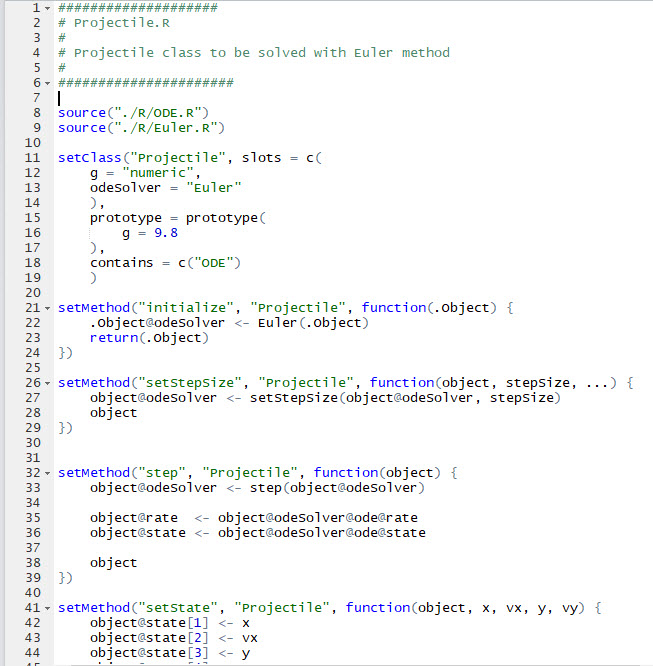 1 ####################
2 # Projectile.R
3 #
4 # Projectile class to be solved with Euler method
5 #
6 ######################
7
8 source("./R/ODE.R")
9 source("./R/Euler.R")
10
11 setClass("Projectile", slots = c(
12     g = "numeric",
13     odeSolver = "Euler"
14     ),
15     prototype = prototype(
16         g = 9.8
17     ),
18     contains = c("ODE")
19     )
20
21 setMethod("initialize", "Projectile", function(.Object) {
22     .Object@odeSolver <- Euler(.Object)
23     return(.Object)
24 })
25
26 setMethod("setStepSize", "Projectile", function(object, stepSize, ...) {
27     object@odeSolver <- setStepSize(object@odeSolver, stepSize)
28     object
29 })
30
31
32 setMethod("step", "Projectile", function(object) {
33     object@odeSolver <- step(object@odeSolver)
34
35     object@rate  <- object@odeSolver@ode@rate
36     object@state <- object@odeSolver@ode@state
37
38     object
39 })
40
41 setMethod("setState", "Projectile", function(object, x, vx, y, vy) {
42     object@state[1] <- x
43     object@state[2] <- vx
44     object@state[3] <- y